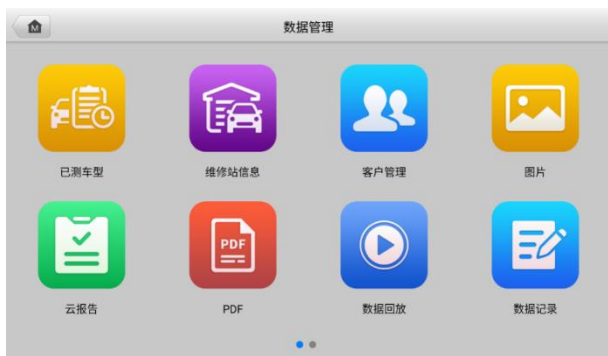 M
数据管理
已测车型
维修站信息
客户管理
图片
云报告
PDF
PDF
数据回放
数据记录